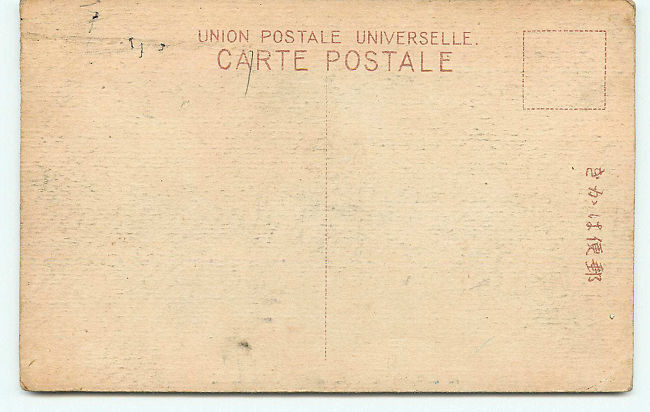 UNION POSTALE UNIVERSELLE.
CARTE POSTALE
郵便はがき